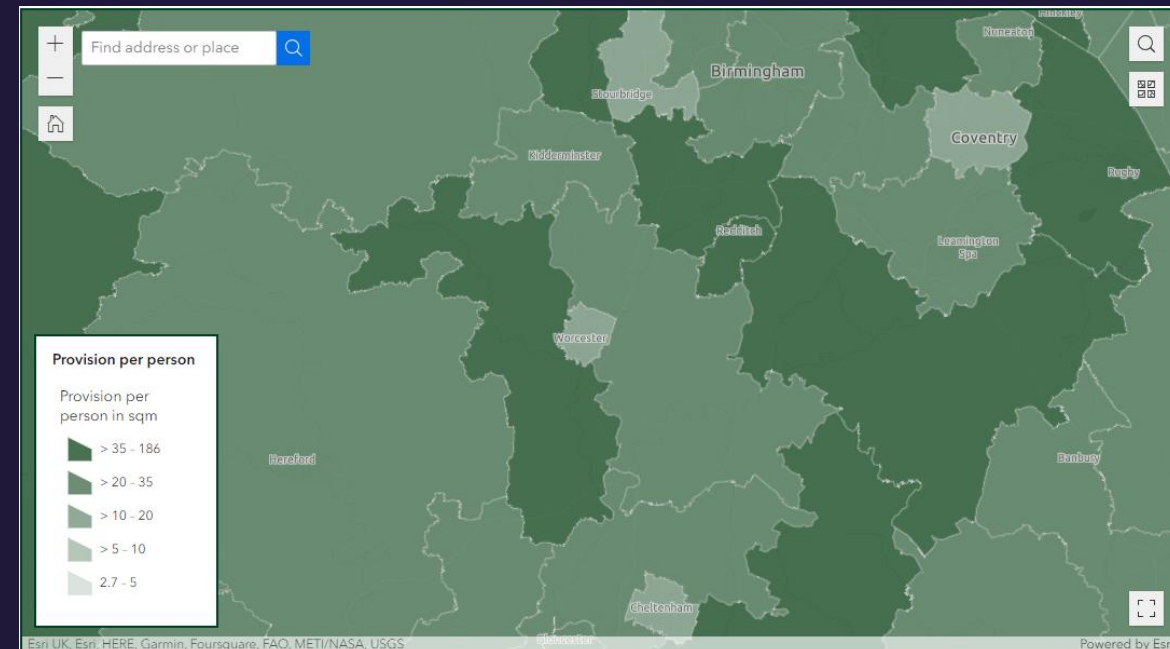 Hinckley
Nuneaton
Find address or place
Birmingham
Stourbridge
Coventry
Kidderminster
Rugby
Redditch
Leamington
Spa
Worcester
Provision per person
Provision per
person in sqm
> 35 - 186
> 20 - 35
> 10 - 20
> 5 - 10
2.7 - 5
Hereford
Banbury
Cheltenham
Gloucester
Esri UK, Esri, HERE, Garmin, Foursquare, FAO, METI/NASA, USGS
Powered by Esri